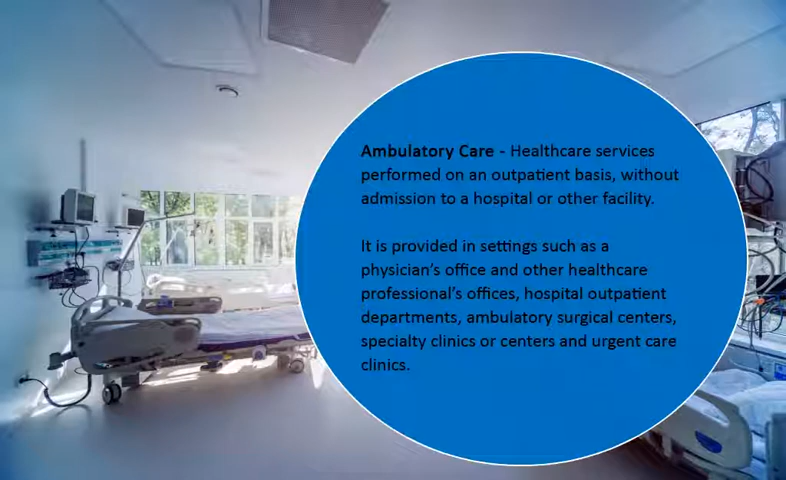 Ambulatory Care - Healthcare services
performed on an outpatient basis, without
admission to a hospital or other facility.
It is provided in settings such as a
physician's office and other healthcare
professional's offices, hospital outpatient
departments, ambulatory surgical centers,
specialty clinics or centers and urgent care
clinics.